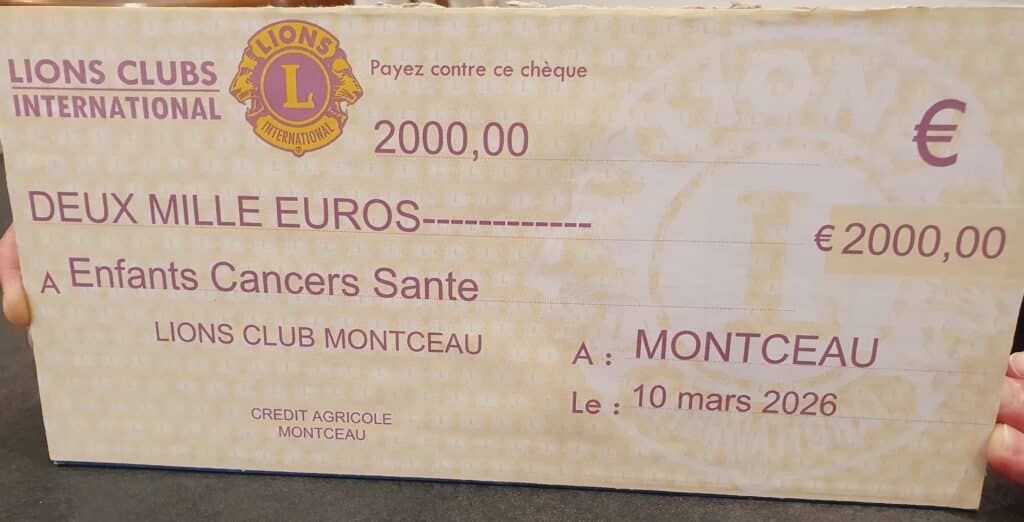 LIONS CLUBS
INTERNATIONAL
LIONS
L
INTERNATIONAL
Payez contre ce chèque
2000,00
€
DEUX MILLE EUROS------------
€ 2000,00
A Enfants Cancers Sante
LIONS CLUB MONTCEAU
A : MONTCEAU
Le : 10 mars 2026
CREDIT AGRICOLE
MONTCEAU